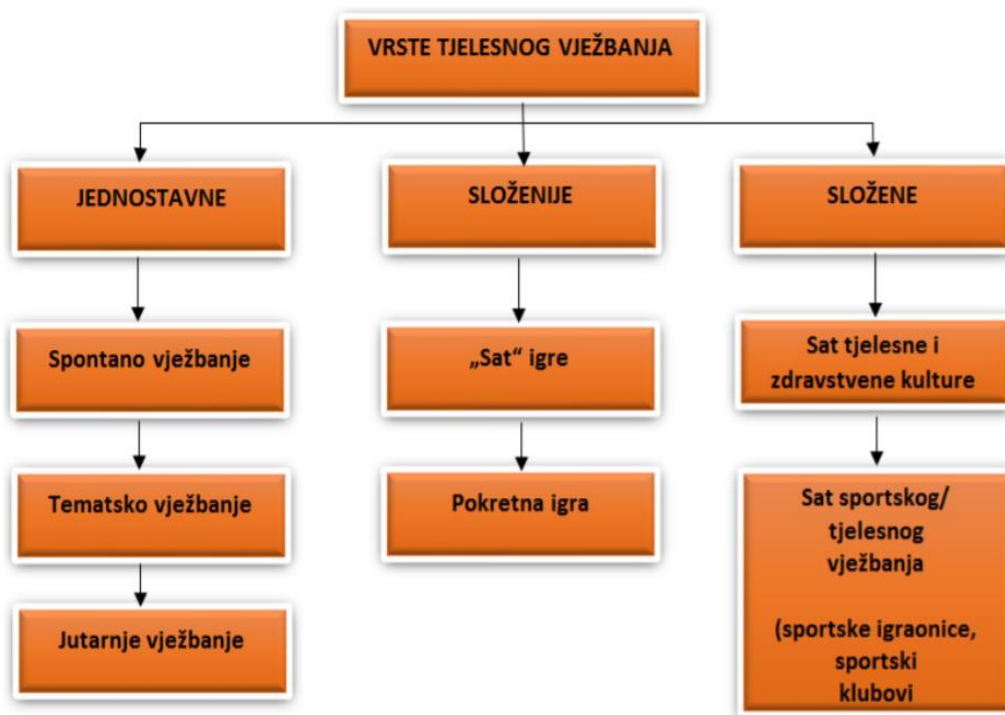 VRSTE TJELESNOG VJEŽBANJA
JEDNOSTAVNE
SLOŽENIJE
SLOŽENE
Spontano vježbanje
„Sat“ igre
Sat tjelesne i
zdravstvene kulture
Tematsko vježbanje
Pokretna igra
Sat sportskog/
tjelesnog
vježbanja
(sportske igraonice,
sportski
klubovi
Jutarnje vježbanje